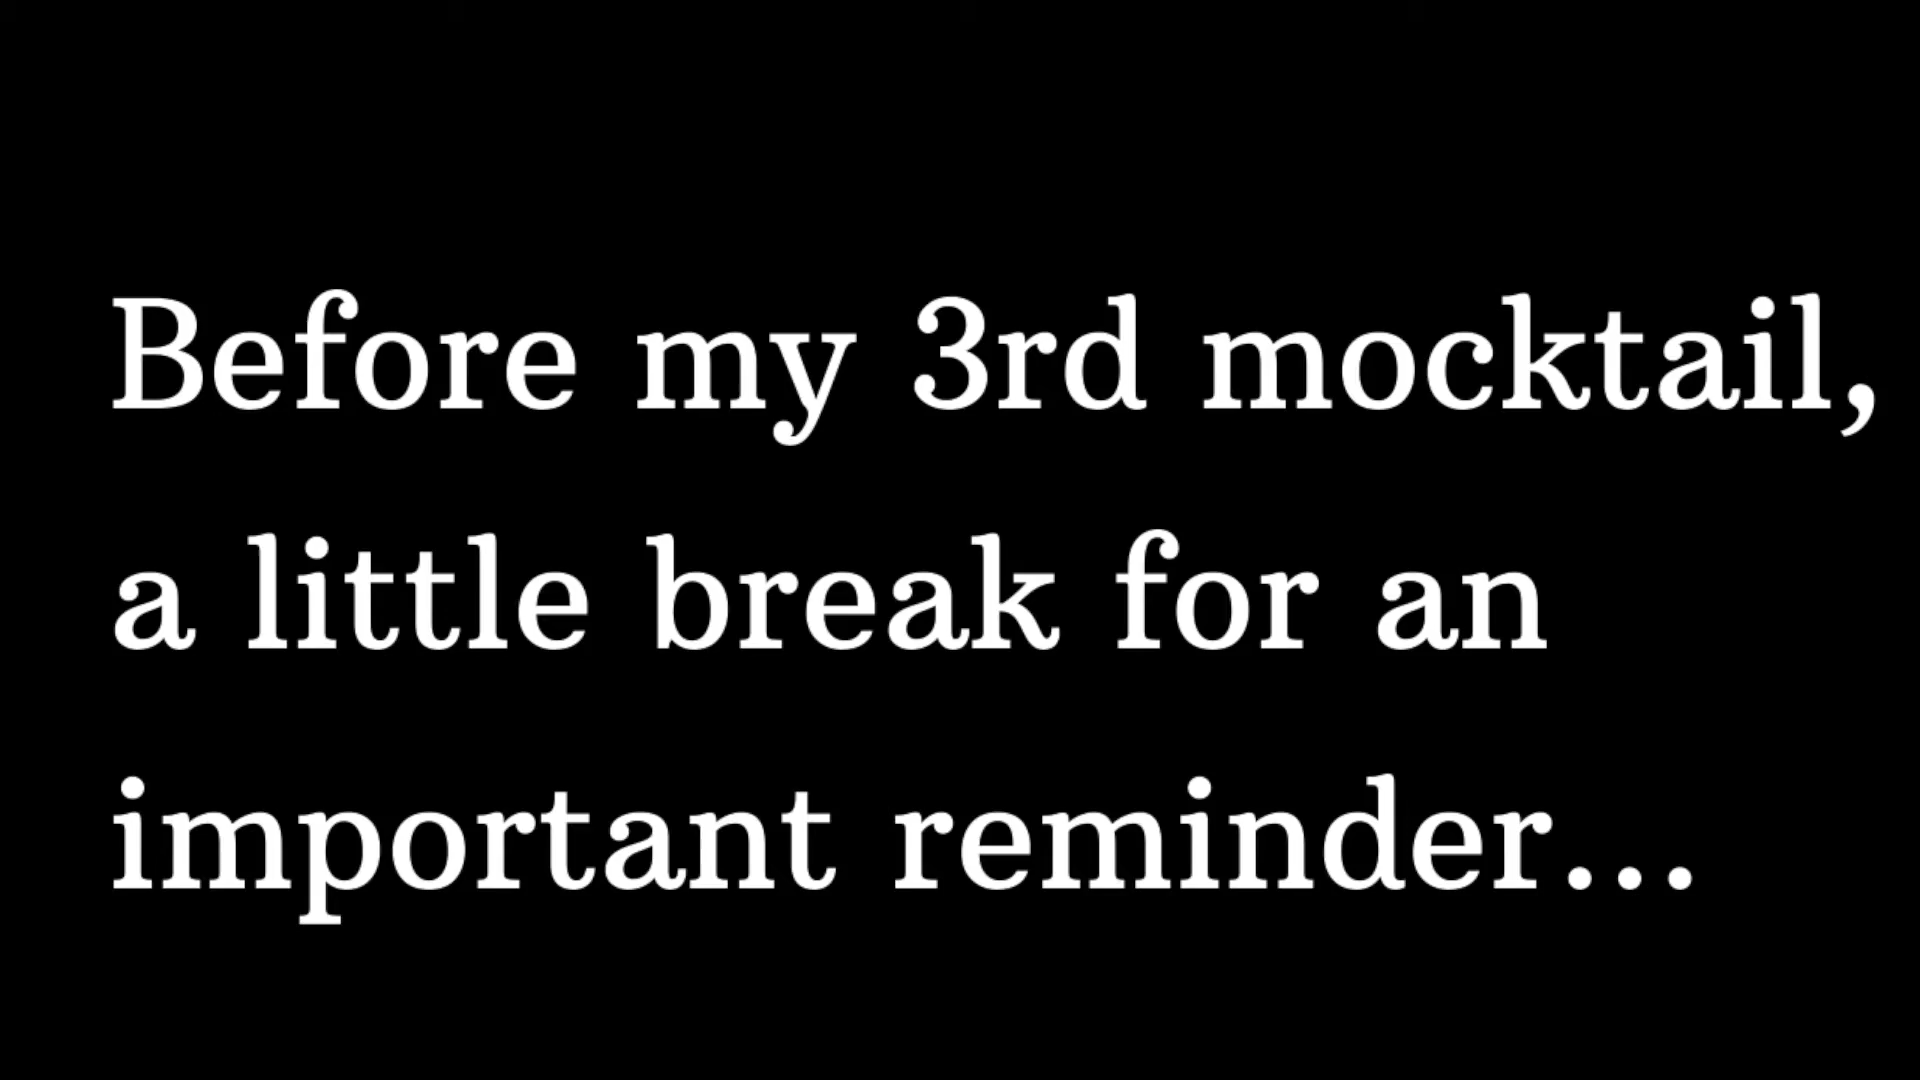 Before my 3rd mocktail,
a little break for an
important reminder...